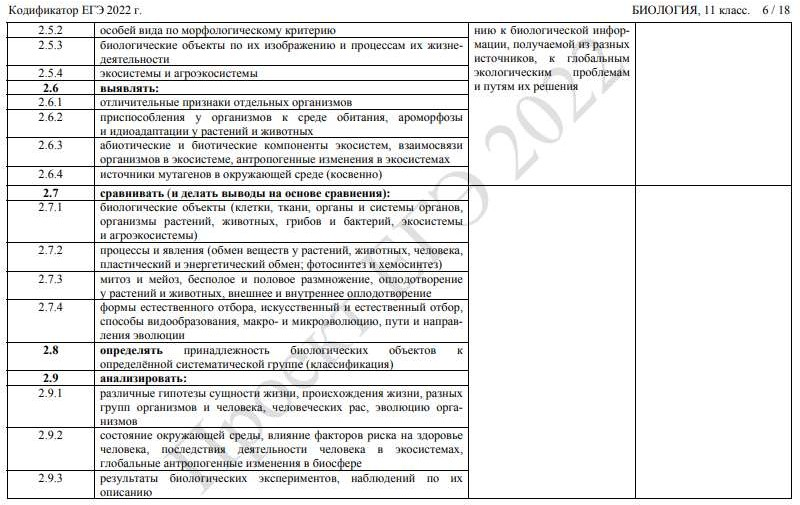 Кодификатор ЕГЭ 2022 г.
БИОЛОГИЯ, 11 класс. 6 / 18
2.5.2 особей вида по морфологическому критерию
2.5.3 биологические объекты по их изображению и процессам их жизне-
деятельности
2.5.4 экосистемы и агроэкосистемы
2.6 выявлять:
2.6.1 отличительные признаки отдельных организмов
2.6.2 приспособления у организмов к среде обитания, ароморфозы
и идиоадаптации у растений и животных
2.6.3 абиотические и биотические компоненты экосистем, взаимосвязи
организмов в экосистеме, антропогенные изменения в экосистемах
2.6.4 источники мутагенов в окружающей среде (косвенно)
нию к биологической инфор-
мации, получаемой из разных
источников, к глобальным
экологическим проблемам
и путям их решения
2.7 сравнивать (и делать выводы на основе сравнения):
2.7.1 биологические объекты (клетки, ткани, органы и системы органов,
организмы растений, животных, грибов и бактерий, экосистемы
и агроэкосистемы)
2.7.2 процессы и явления (обмен веществ у растений, животных, человека,
пластический и энергетический обмен; фотосинтез и хемосинтез)
2.7.3 митоз и мейоз, бесполое и половое размножение, оплодотворение
у растений и животных, внешнее и внутреннее оплодотворение
2.7.4 формы естественного отбора, искусственный и естественный отбор,
способы видообразования, макро- и микроэволюцию, пути и направ-
ления эволюции
2.8 определять принадлежность биологических объектов к
определённой систематической группе (классификация)
2.9 анализировать:
2.9.1 различные гипотезы сущности жизни, происхождения жизни, разных
групп организмов и человека, человеческих рас, эволюцию орга-
низмов
2.9.2 состояние окружающей среды, влияние факторов риска на здоровье
человека, последствия деятельности человека в экосистемах,
глобальные антропогенные изменения в биосфере
2.9.3 результаты биологических экспериментов, наблюдений по их
описанию
Проект ЕГЭ 2022